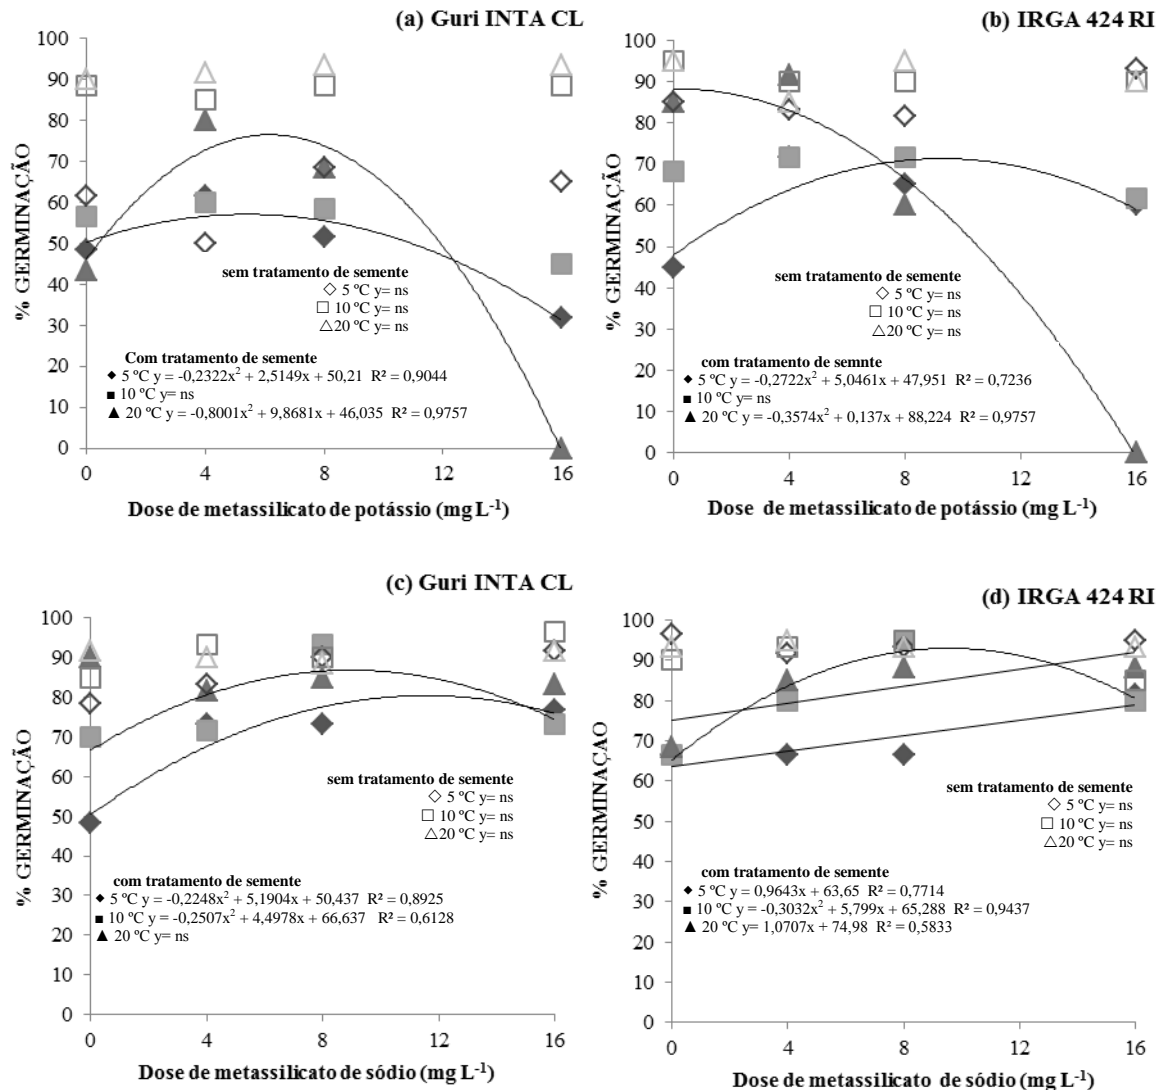 (a) Guri INTA CL
100
90
80
70
60
50
40
30
20
10
0
% GERMINAÇÃO
sem tratamento de semente
5 ºC y= ns
10 ºC y= ns
20 ºC y= ns
Com tratamento de semente
5 ºC y = -0,2322x² + 2,5149x + 50,21 R² = 0,9044
10 ºC y= ns
20 ºC y = -0,8001x² + 9,8681x + 46,035 R² = 0,9757
0 4 8 12 16
Dose de metassilicato de potássio (mg L⁻¹)
(b) IRGA 424 RI
100
90
80
70
60
50
40
30
20
10
0
% GERMINAÇÃO
sem tratamento de semente
5 ºC y= ns
10 ºC y= ns
20 ºC y= ns
com tratamento de semnte
5 ºC y = -0,2722x² + 5,0461x + 47,951 R² = 0,7236
10 ºC y= ns
20 ºC y = -0,3574x² + 0,137x + 88,224 R² = 0,9757
0 4 8 12 16
Dose de metassilicato de potássio (mg L⁻¹)
(c) Guri INTA CL
100
90
80
70
60
50
40
30
20
10
0
% GERMINAÇÃO
sem tratamento de semente
5 ºC y= ns
10 ºC y= ns
20 ºC y= ns
com tratamento de semente
5 ºC y = -0,2248x² + 5,1904x + 50,437 R² = 0,8925
10 ºC y = -0,2507x² + 4,4978x + 66,637 R² = 0,6128
20 ºC y= ns
0 4 8 12 16
Dose de metassilicato de sódio (mg L⁻¹)
(d) IRGA 424 RI
100
90
80
70
60
50
40
30
20
10
0
% GERMINAÇAO
sem tratamento de semente
5 ºC y= ns
10 ºC y= ns
20 ºC y= ns
com tratamento de semente
5 ºC y = 0,9643x + 63,65 R² = 0,7714
10 ºC y = -0,3032x² + 5,799x + 65,288 R² = 0,9437
20 ºC y= 1,0707x + 74,98 R² = 0,5833
0 4 8 12 16
Dose de metassilicato de sódio (mg L⁻¹)